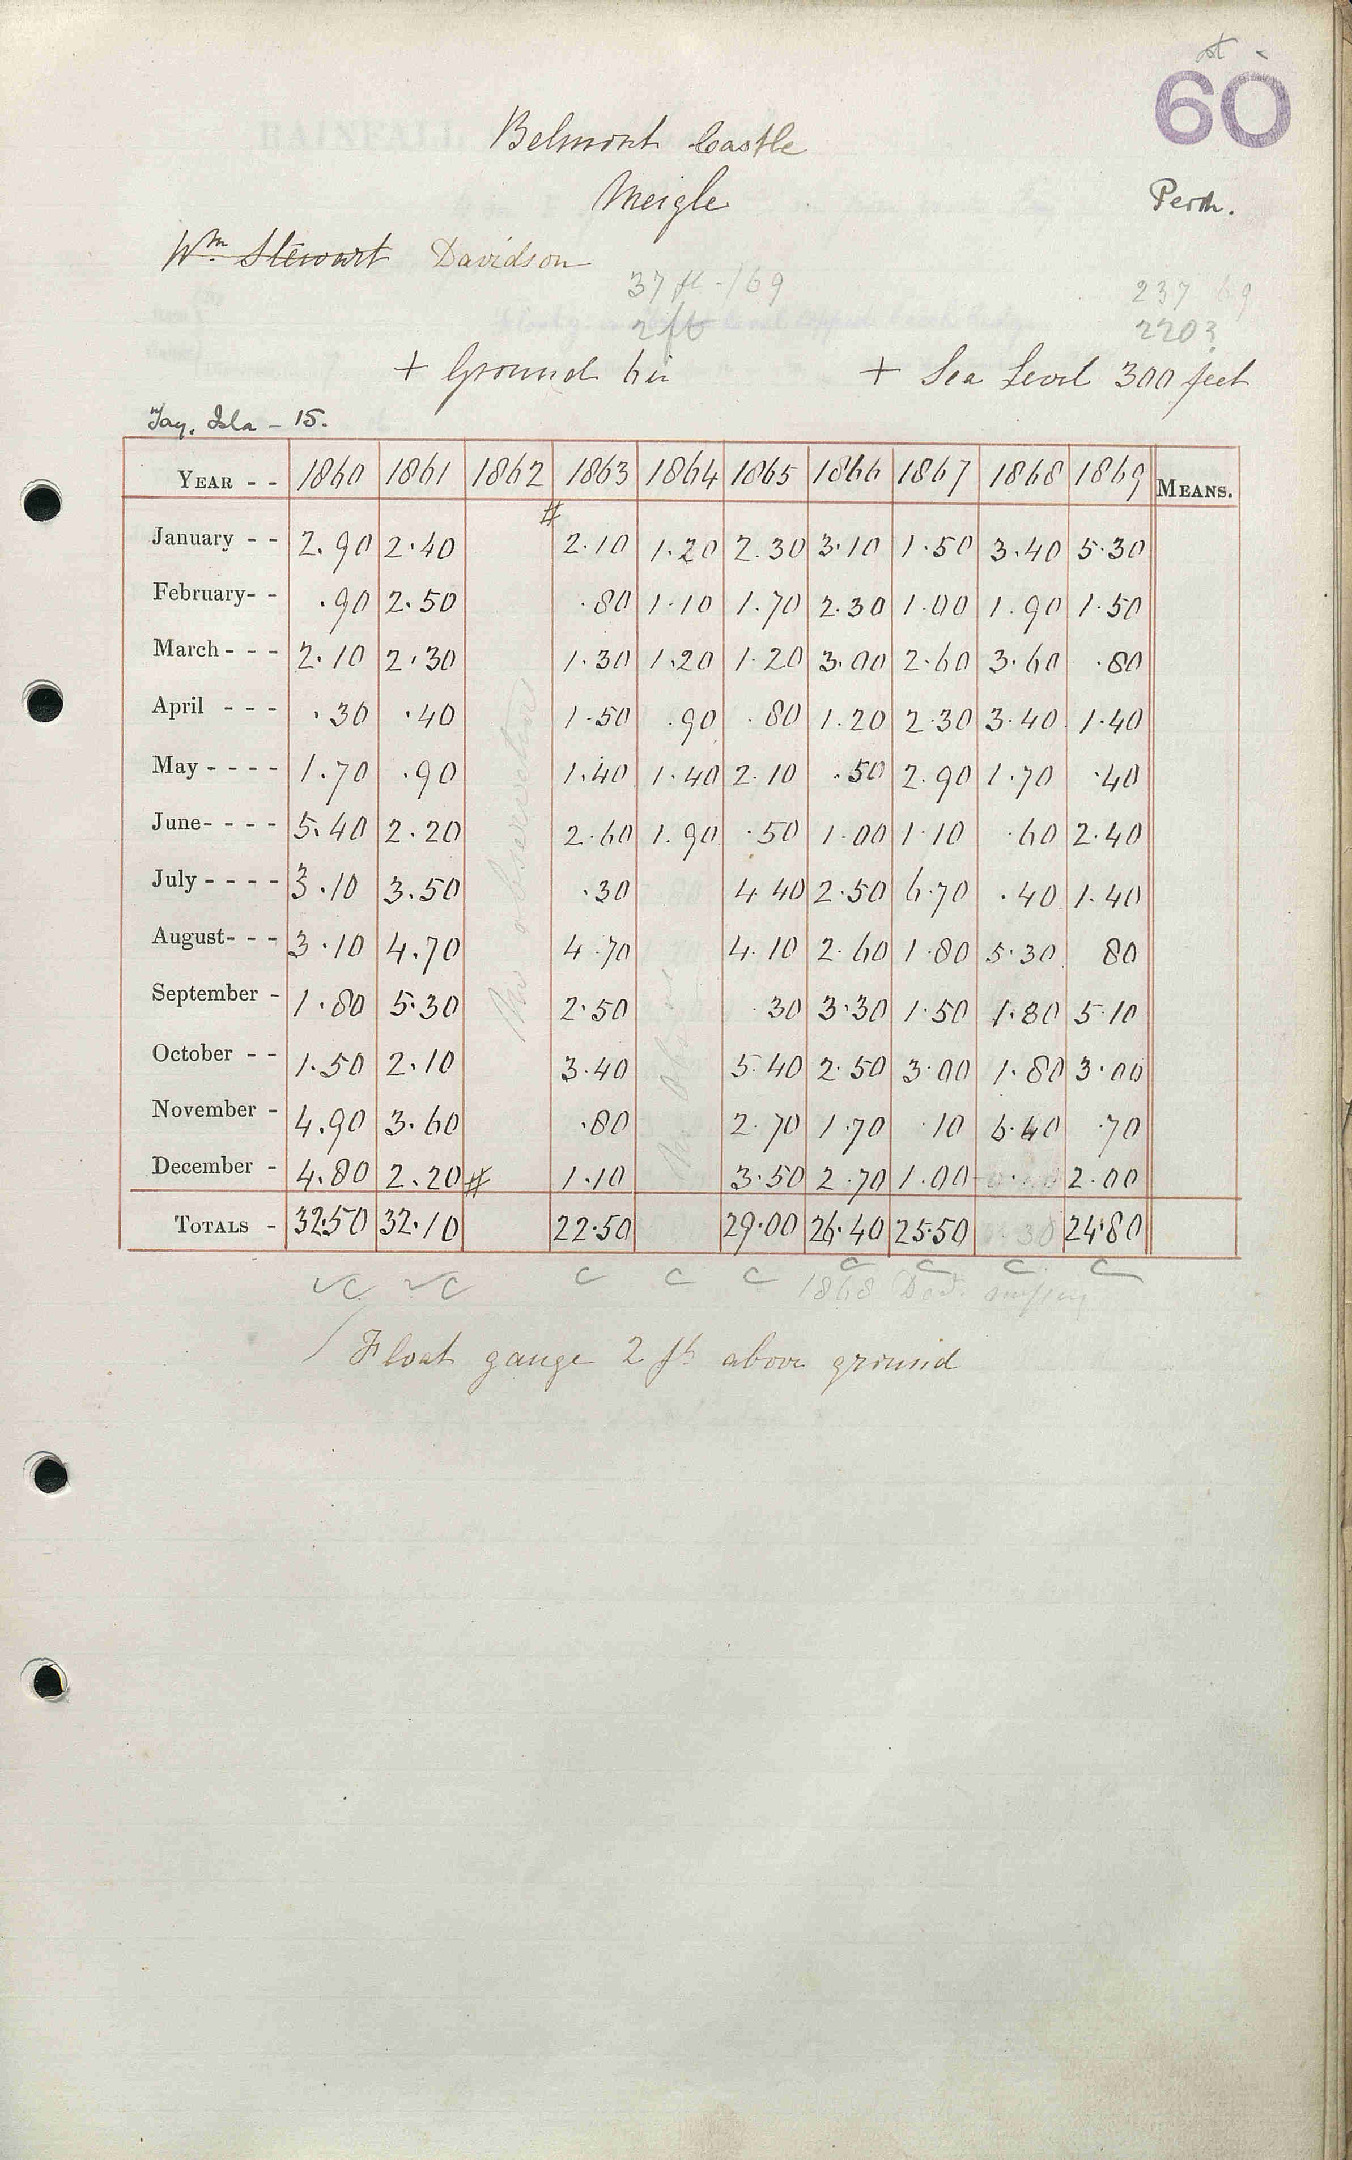 60
Belmont Castle
Meigle
Perth.
Wm Stewart Davidson
37 ft /69
237 69
2 ft
220?
+ Ground 6 in
+ Sea Level 300 feet
Tay. Isla - 15.
YEAR - - 1860 1861 1862 1863 1864 1865 1866 1867 1868 1869 MEANS.
#
January - - 2.90 2.40 2.10 1.20 2.30 3.10 1.50 3.40 5.30
February- - .90 2.50 .80 1.10 1.70 2.30 1.00 1.90 1.50
March - - - 2.10 2.30 1.30 1.20 1.20 3.00 2.60 3.60 .80
April - - - .30 .40 1.50 .90 .80 1.20 2.30 3.40 1.40
May - - - - 1.70 .90 1.40 1.40 2.10 .50 2.90 1.70 .40
June- - - - 5.40 2.20 2.60 1.90 .50 1.00 1.10 .60 2.40
July - - - - 3.10 3.50 .30 4.40 2.50 6.70 .40 1.40
August- - - 3.10 4.70 4.70 4.10 2.60 1.80 5.30 80
September - 1.80 5.30 2.50 .30 3.30 1.50 1.80 5.10
October - - 1.50 2.10 3.40 5.40 2.50 3.00 1.80 3.00
November - 4.90 3.60 .80 2.70 1.70 .10 6.40 .70
December - 4.80 2.20 # 1.10 3.50 2.70 1.00 2.00
TOTALS - 32.50 32.10 22.50 29.00 26.40 25.50 24.80
No observations
No obsns
c c c c c c c c c
1868 Decr
Float gauge 2 ft above ground